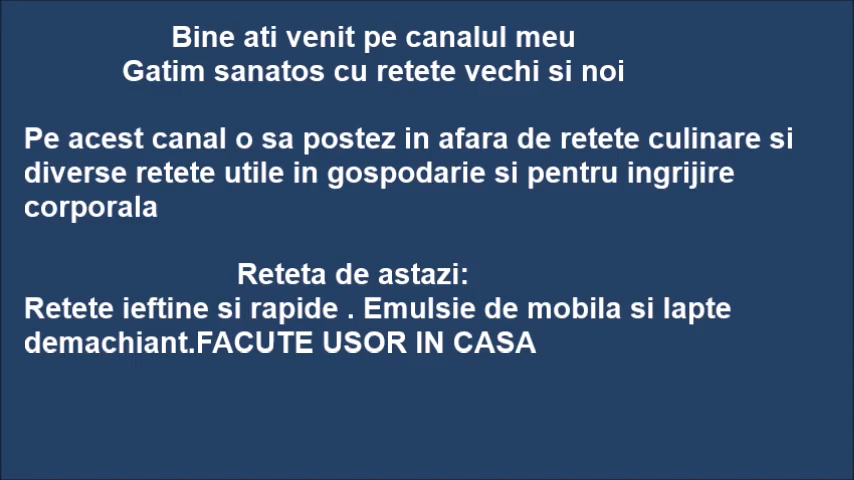 Bine ati venit pe canalul meu
Gatim sanatos cu retete vechi si noi
Pe acest canal o sa postez in afara de retete culinare si
diverse retete utile in gospodarie si pentru ingrijire
corporala
Reteta de astazi:
Retete ieftine si rapide . Emulsie de mobila si lapte
demachiant.FACUTE USOR IN CASA